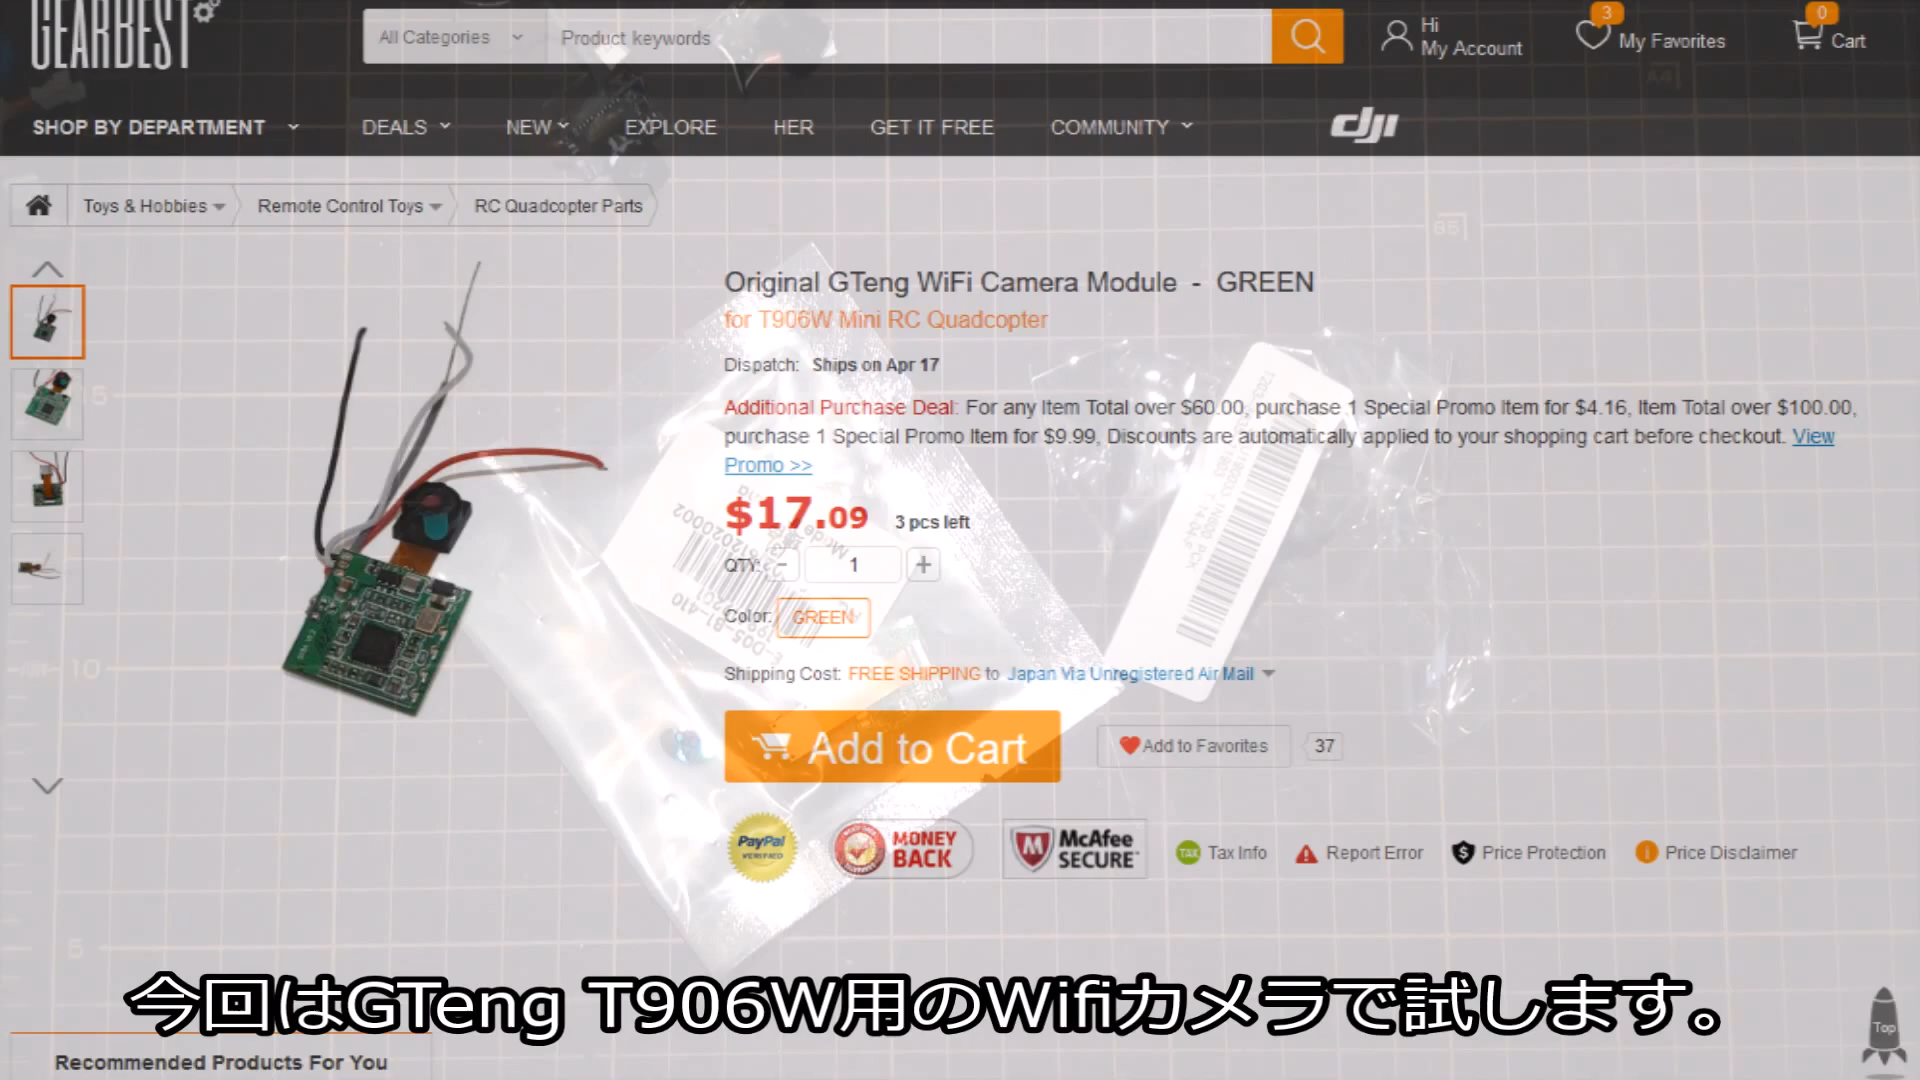 GEARBEST
All Categories
Product keywords
Hi
My Account
3
My Favorites
0
Cart
A4
SHOP BY DEPARTMENT
DEALS
NEW
EXPLORE
HER
GET IT FREE
COMMUNITY
dji
Toys & Hobbies
Remote Control Toys
RC Quadcopter Parts
B5
Original GTeng WiFi Camera Module - GREEN
for T906W Mini RC Quadcopter
Dispatch: Ships on Apr 17
Additional Purchase Deal: For any Item Total over $60.00, purchase 1 Special Promo Item for $4.16, Item Total over $100.00,
purchase 1 Special Promo Item for $9.99, Discounts are automatically applied to your shopping cart before checkout. View
Promo >>
$17.09
3 pcs left
QTY: - 1 +
Color: GREEN
Shipping Cost: FREE SHIPPING to Japan Via Unregistered Air Mail
Add to Cart
Add to Favorites
37
PayPal
VERIFIED
MONEY
BACK
McAfee
SECURE
TAX
Tax Info
Report Error
Price Protection
Price Disclaimer
15
10
5
今回はGTeng T906W用のWifiカメラで試します。
Recommended Products For You
Top